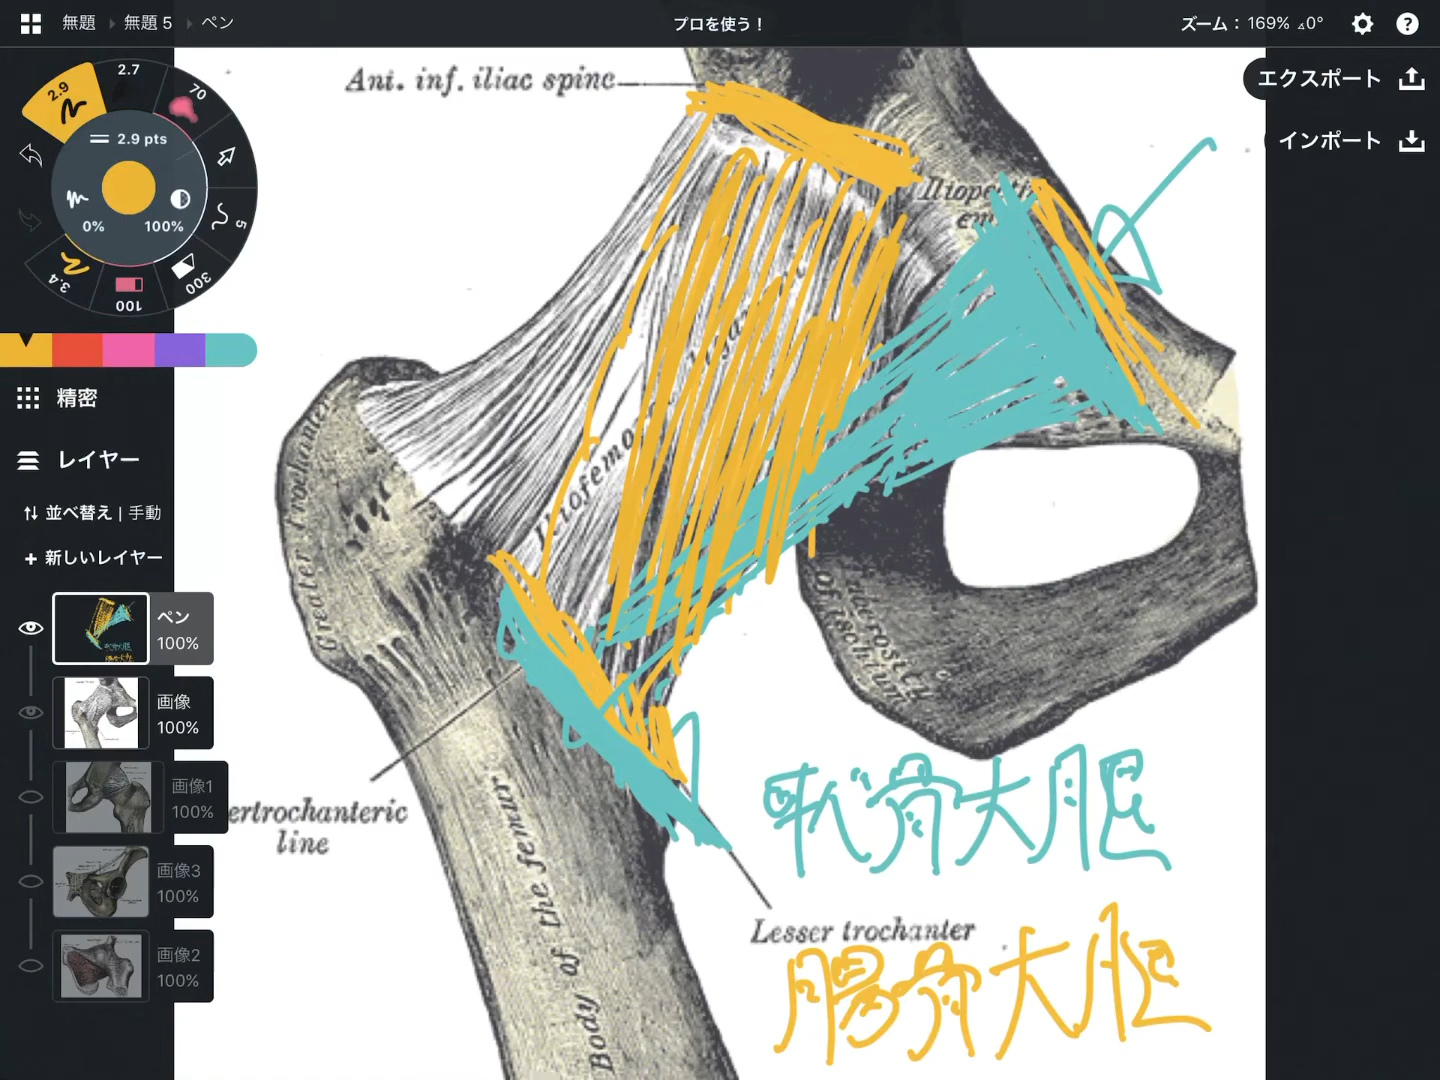 無題 無題 5 ペン
プロを使う！
ズーム： 169% ⊿0°
エクスポート
インポート
2.9
2.7
70
2.9 pts
0%
100%
5
300
100
3.4
精密
レイヤー
並べ替え | 手動
+ 新しいレイヤー
ペン
100%
画像
100%
画像1
100%
画像3
100%
画像2
100%
Ant. inf. iliac spine
Greater trochanter
Iliofemo
ertrochanteric
line
Body of the femur
Tuberosity
of ischium
Lesser trochanter
恥骨大腿
腸骨大腿